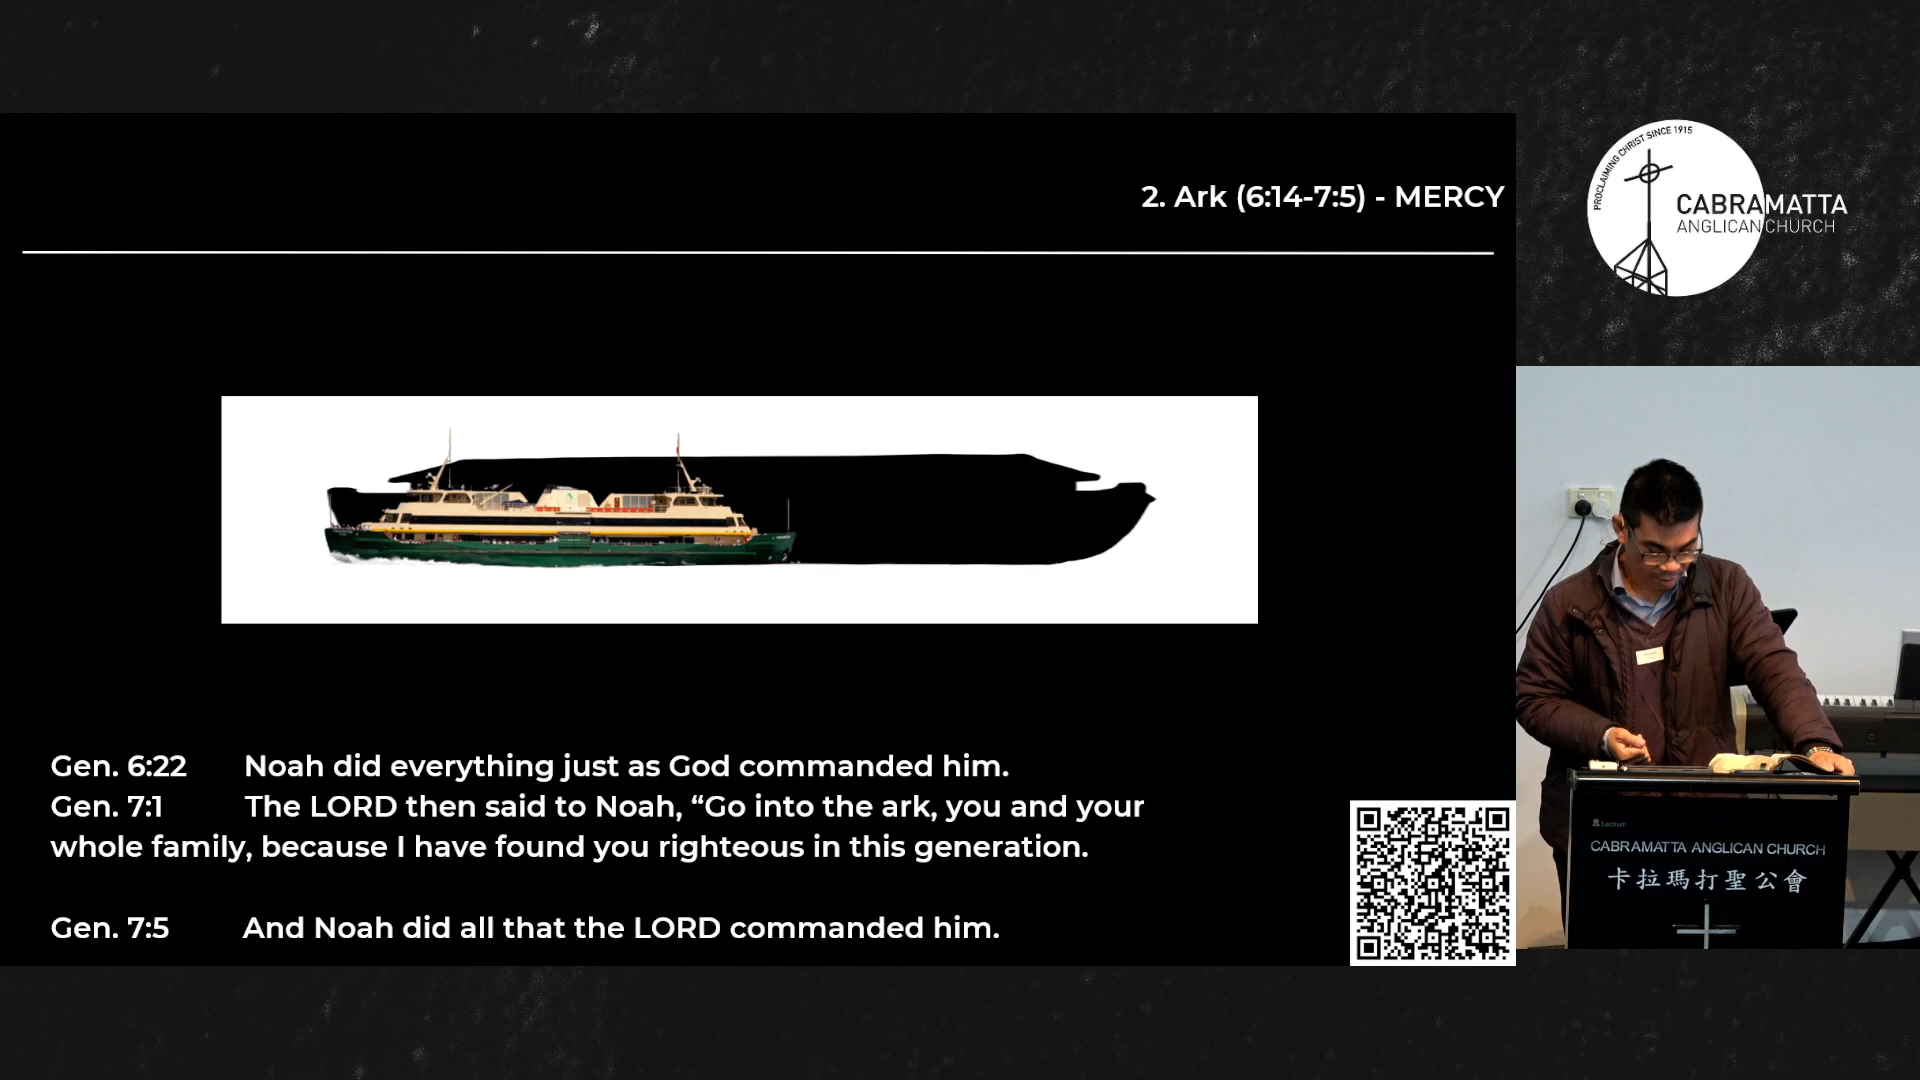 2. Ark (6:14-7:5) - MERCY
PROCLAIMING CHRIST SINCE 1915
CABRAMATTA
ANGLICAN CHURCH
Gen. 6:22 Noah did everything just as God commanded him.
Gen. 7:1 The LORD then said to Noah, “Go into the ark, you and your
whole family, because I have found you righteous in this generation.
Gen. 7:5 And Noah did all that the LORD commanded him.
Lectrum
CABRAMATTA ANGLICAN CHURCH
卡拉瑪打聖公會